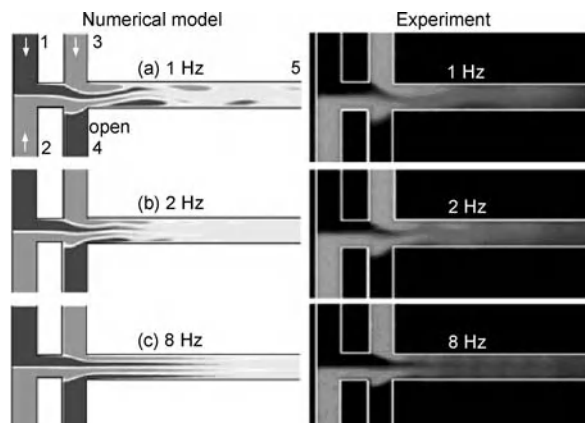 Numerical model
Experiment
1
3
(a) 1 Hz
5
1 Hz
open
2
4
(b) 2 Hz
2 Hz
(c) 8 Hz
8 Hz